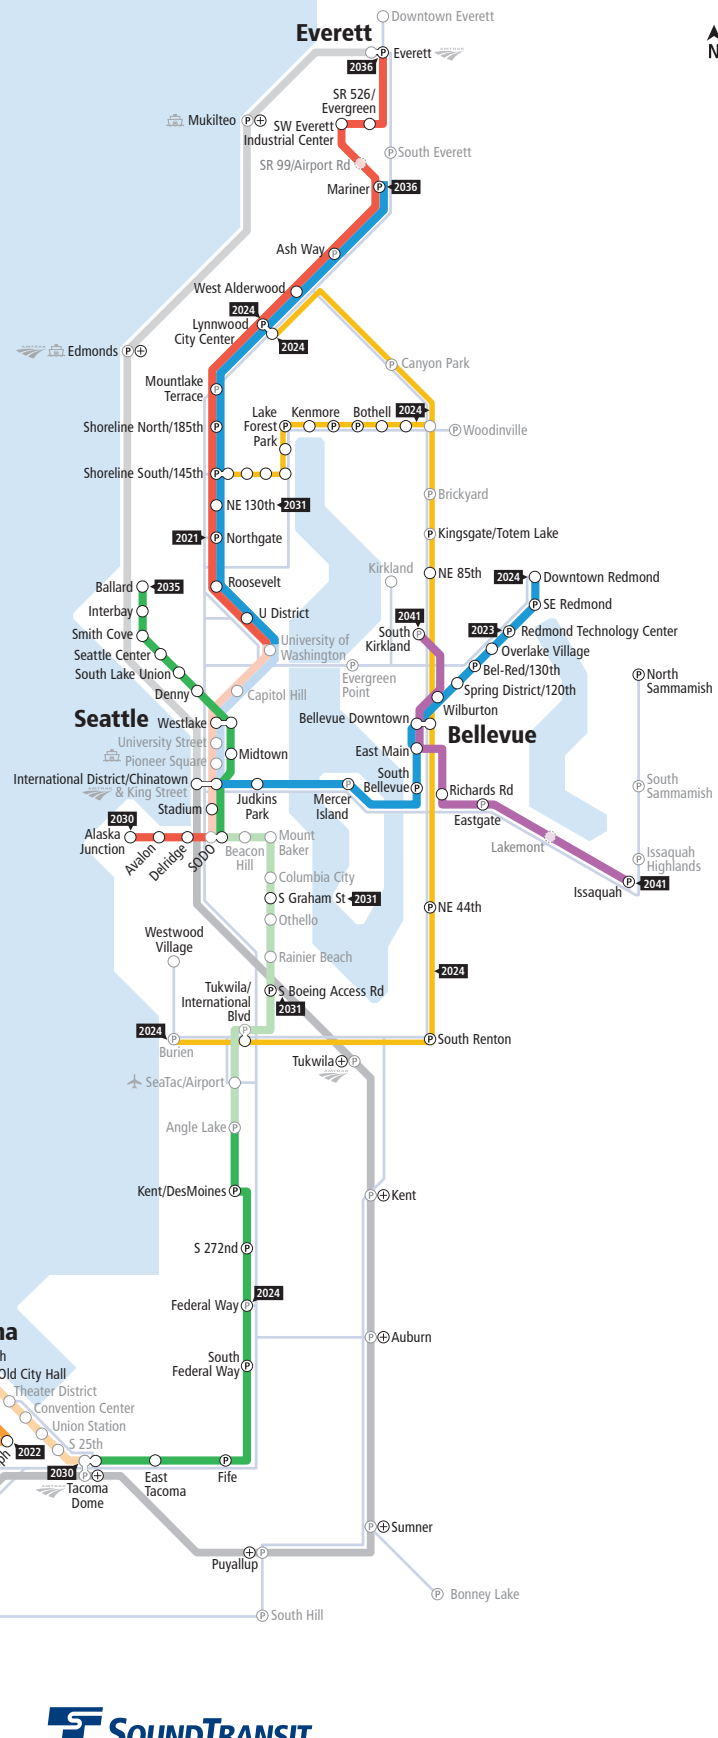 Downtown Everett
Everett
Everett
AMTRAK
2036
N
SR 526/
Evergreen
Mukilteo
SW Everett
Industrial Center
South Everett
SR 99/Airport Rd
Mariner
2036
Ash Way
West Alderwood
2024
Lynnwood
City Center
2024
AMTRAK
Edmonds
Canyon Park
Mountlake
Terrace
Lake
Forest
Park
Kenmore
Bothell
2024
Shoreline North/185th
Woodinville
Shoreline South/145th
Brickyard
NE 130th
2031
2021
Northgate
Kingsgate/Totem Lake
Kirkland
NE 85th
2024
Downtown Redmond
Ballard
2035
Roosevelt
SE Redmond
Interbay
U District
2041
South
Kirkland
2023
Redmond Technology Center
Smith Cove
University of
Washington
Overlake Village
Seattle Center
Bel-Red/130th
South Lake Union
Evergreen
Point
Spring District/120th
North
Sammamish
Denny
Capitol Hill
Wilburton
Seattle
Westlake
Bellevue Downtown
Bellevue
University Street
Pioneer Square
Midtown
East Main
International District/Chinatown
AMTRAK
& King Street
Judkins
Park
Mercer
Island
South
Bellevue
Richards Rd
South
Sammamish
Stadium
Eastgate
2030
Alaska
Junction
Avalon
Delridge
SODO
Beacon
Hill
Mount
Baker
Lakemont
Issaquah
Highlands
Columbia City
Issaquah
2041
S Graham St
2031
NE 44th
Othello
Westwood
Village
Rainier Beach
2024
Tukwila/
International
Blvd
S Boeing Access Rd
2031
2024
Burien
South Renton
Tukwila
AMTRAK
SeaTac/Airport
Angle Lake
Kent/DesMoines
Kent
S 272nd
2024
Federal Way
na
Auburn
h
Old City Hall
South
Federal Way
Theater District
Convention Center
Union Station
S 25th
2022
ph
2030
AMTRAK
Tacoma
Dome
East
Tacoma
Fife
Sumner
Puyallup
Bonney Lake
South Hill
SOUNDTRANSIT